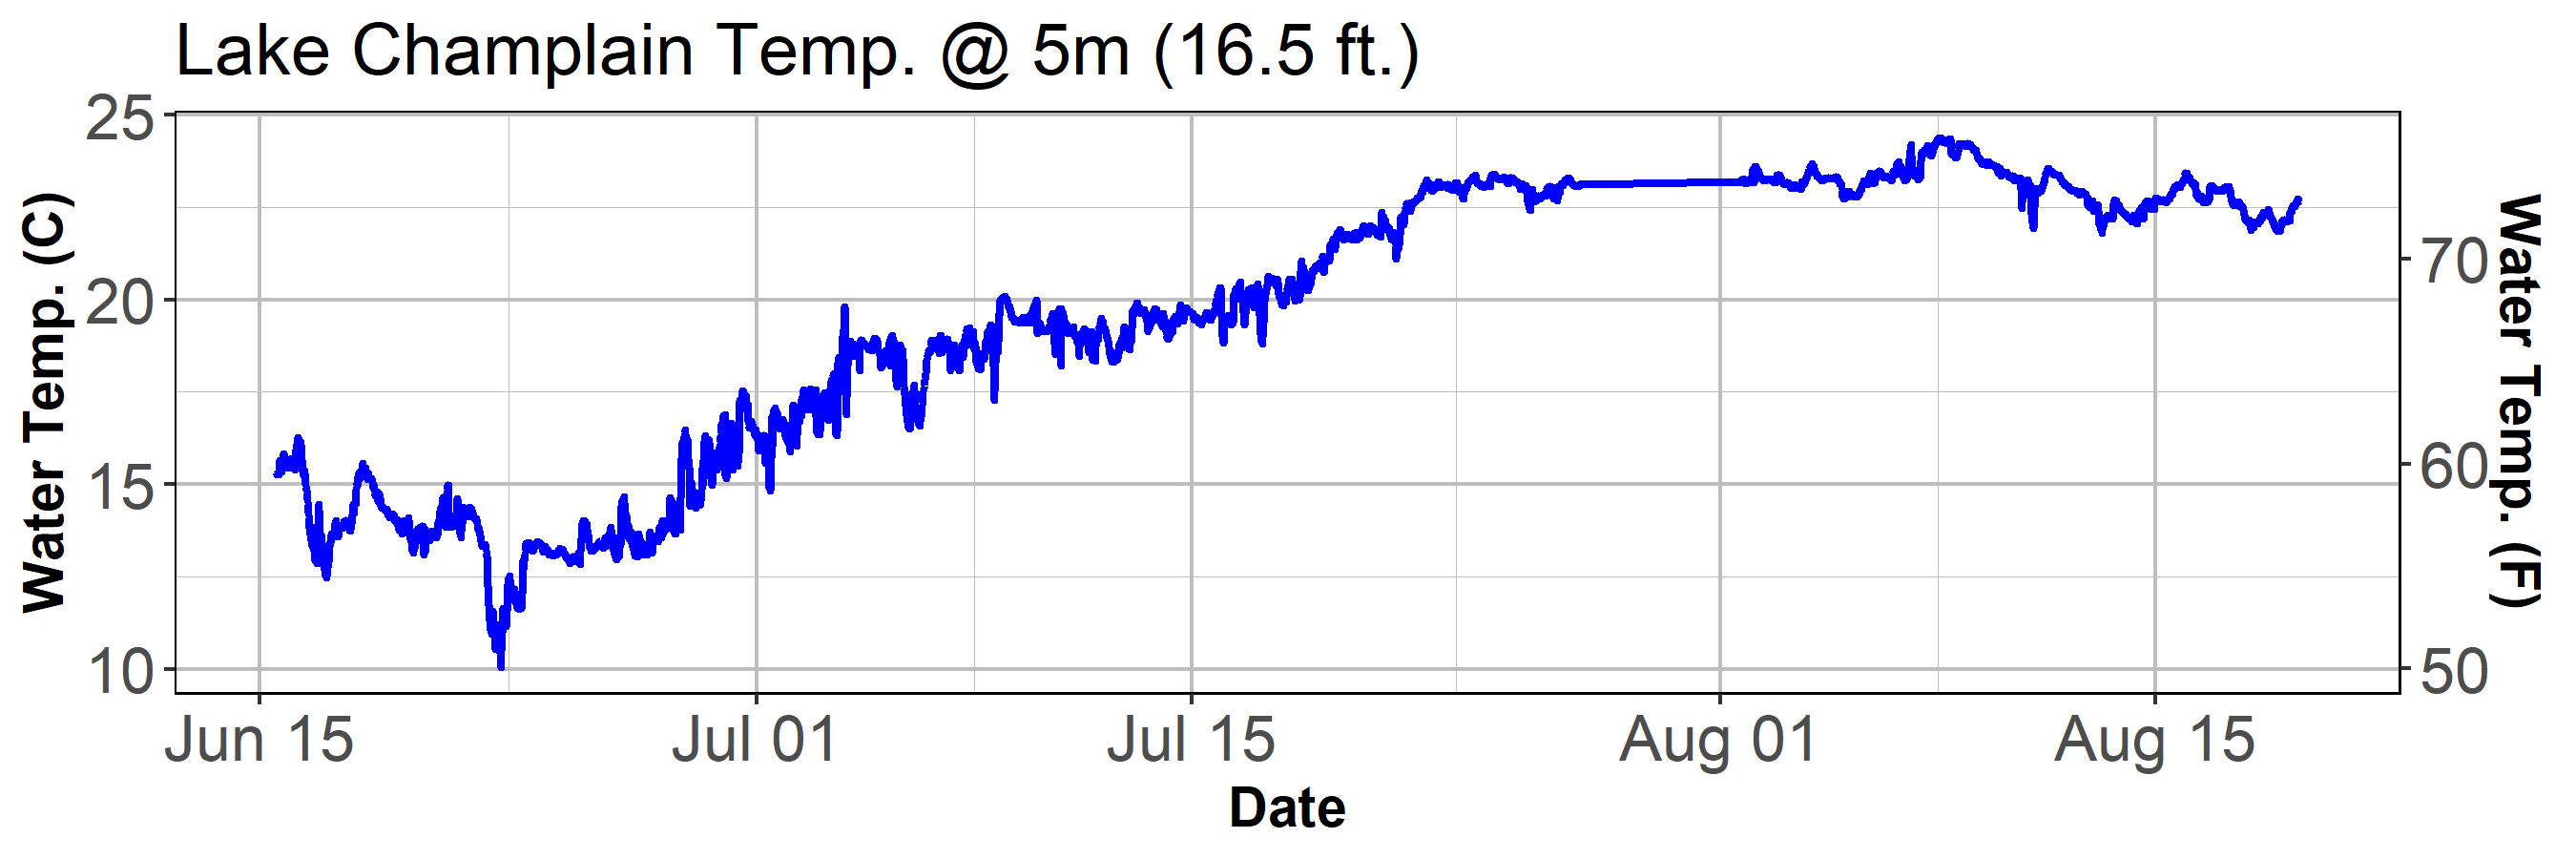 Lake Champlain Temp. @ 5m (16.5 ft.)
Water Temp. (C)
25
20
15
10
70
60
50
Water Temp. (F)
Jun 15
Jul 01
Jul 15
Aug 01
Aug 15
Date